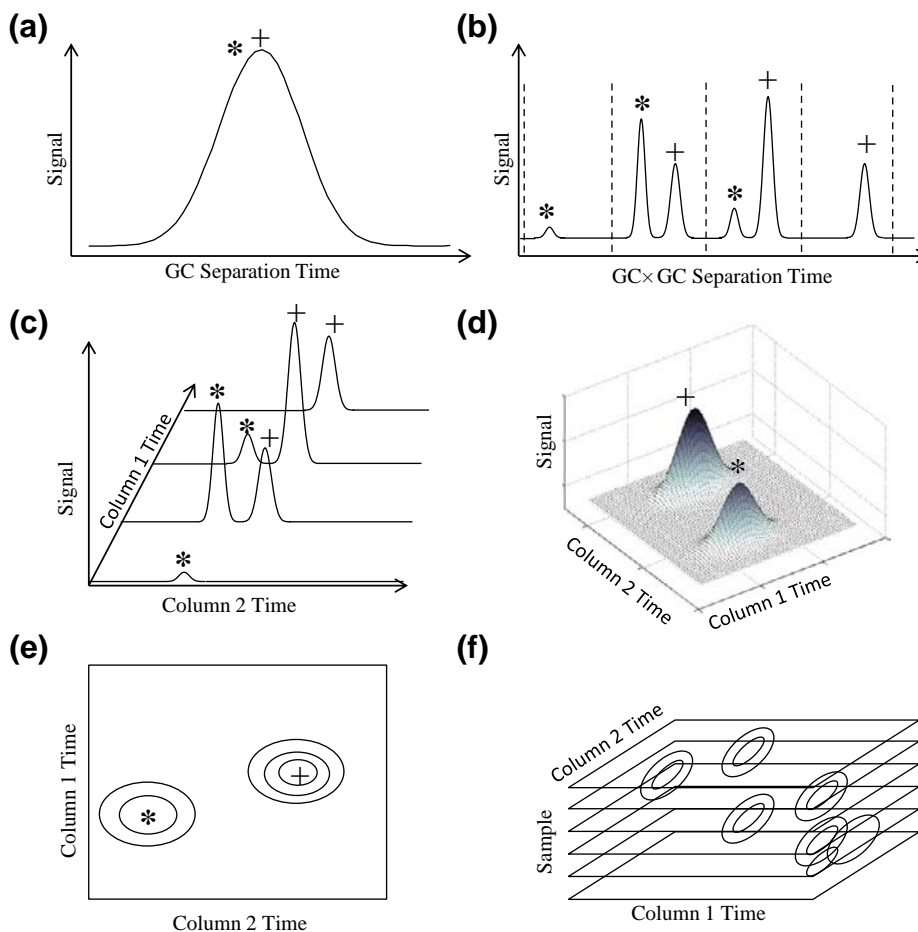 (a)
* +
Signal
GC Separation Time
(b)
* * + * + +
Signal
GC× GC Separation Time
(c)
+ +
* * +
*
Signal
Column 1 Time
Column 2 Time
(d)
+
*
Signal
Column 2 Time
Column 1 Time
(e)
+
*
Column 1 Time
Column 2 Time
(f)
Column 2 Time
Sample
Column 1 Time